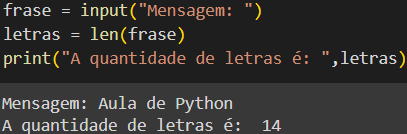 frase = input("Mensagem: ")
letras = len(frase)
print("A quantidade de letras é: ",letras)
Mensagem: Aula de Python
A quantidade de letras é:  14